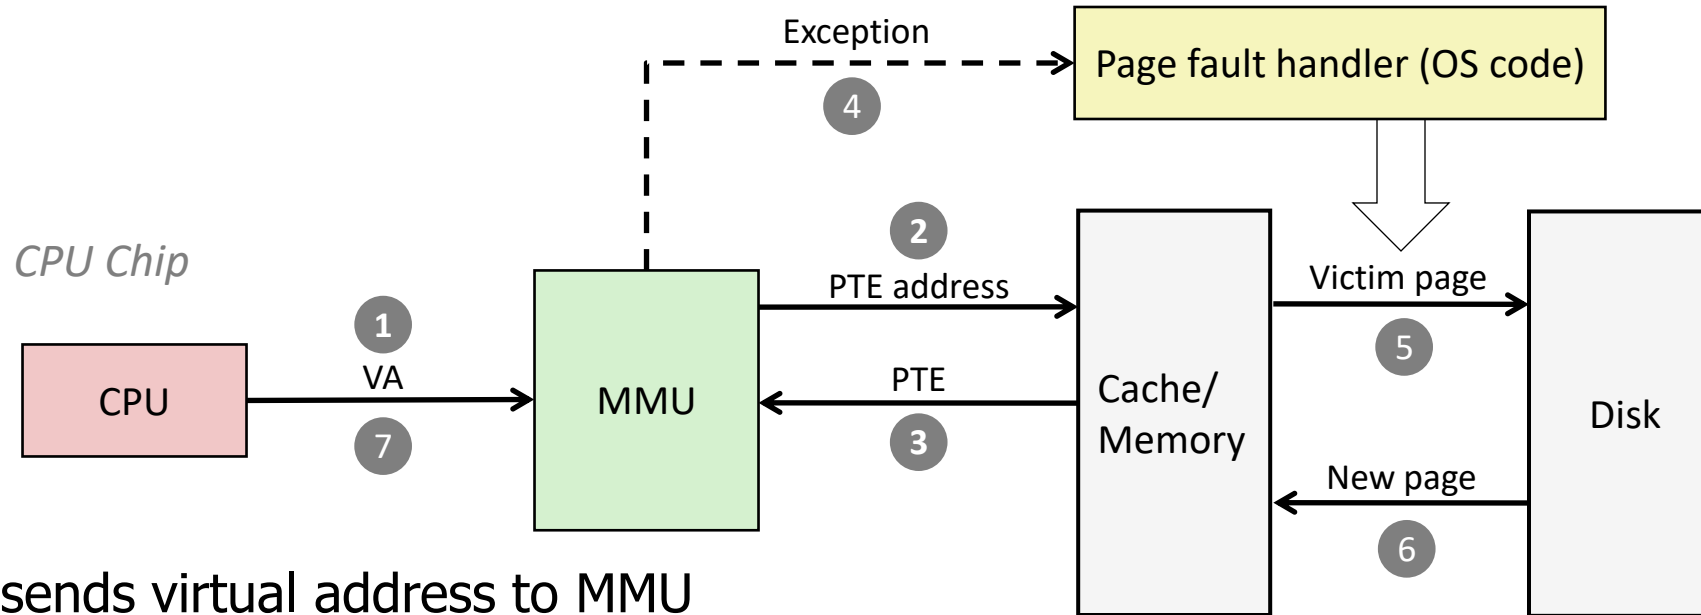 Exception
Page fault handler (OS code)
4
2
CPU Chip
PTE address
Victim page
1
5
VA
PTE
CPU
MMU
Cache/
Memory
Disk
7
3
New page
6
sends virtual address to MMU